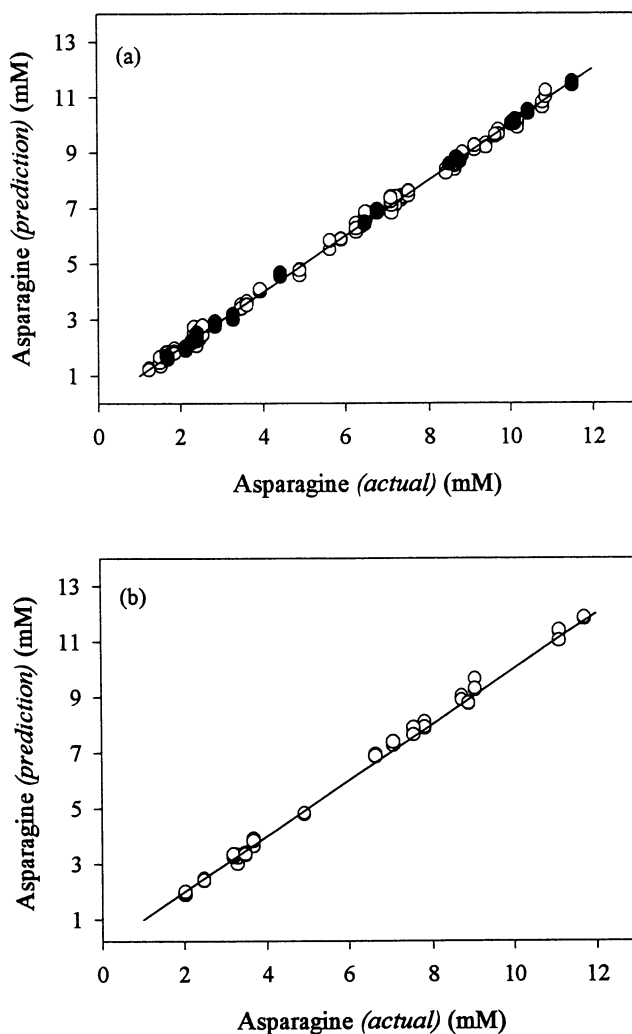 (a)
13
11
9
7
5
3
1
Asparagine (prediction) (mM)
0 2 4 6 8 10 12
Asparagine (actual) (mM)
(b)
13
11
9
7
5
3
1
Asparagine (prediction) (mM)
0 2 4 6 8 10 12
Asparagine (actual) (mM)